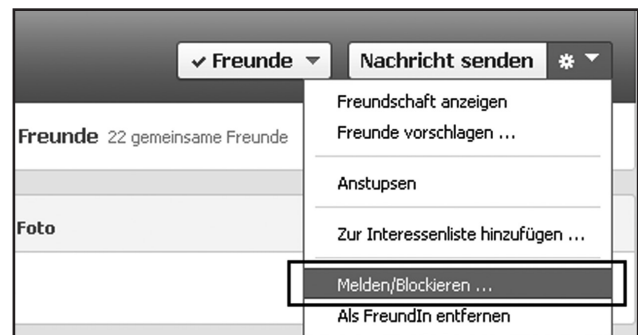 Freunde Nachricht senden
Freundschaft anzeigen
Freunde vorschlagen ...
Freunde 22 gemeinsame Freunde
Anstupsen
Foto
Zur Interessenliste hinzufügen ...
Melden/Blockieren ...
Als FreundIn entfernen